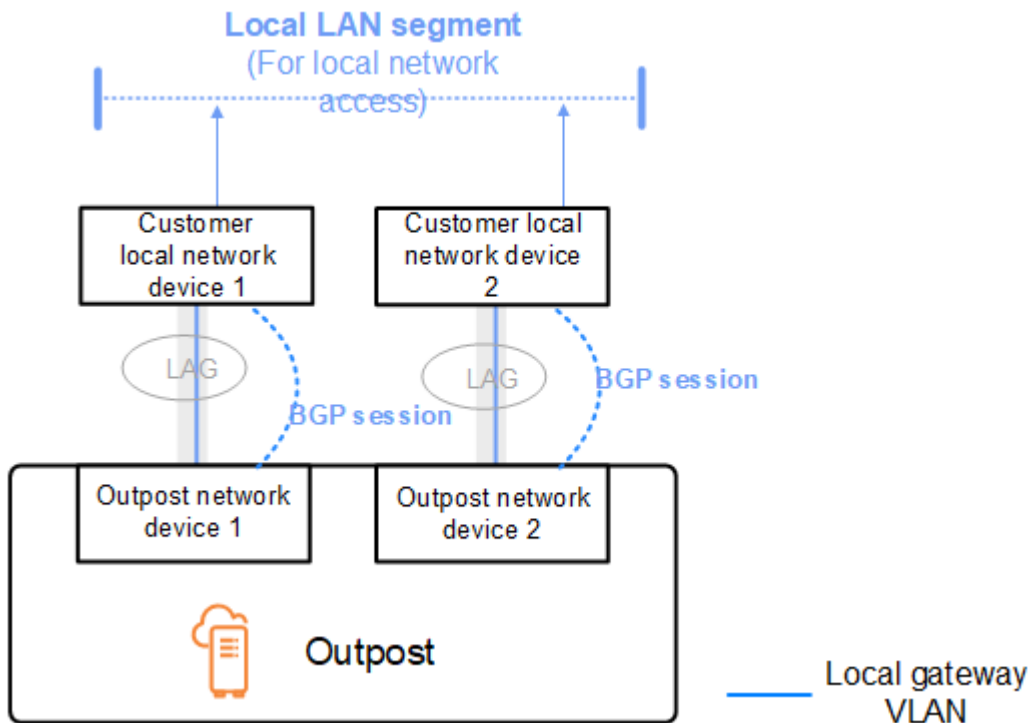 Local LAN segment
(For local network
access)
Customer
local network
device 1
Customer local
network device
2
LAG
LAG
BGP session
BGP session
Outpost network
device 1
Outpost network
device 2
Outpost
Local gateway
VLAN